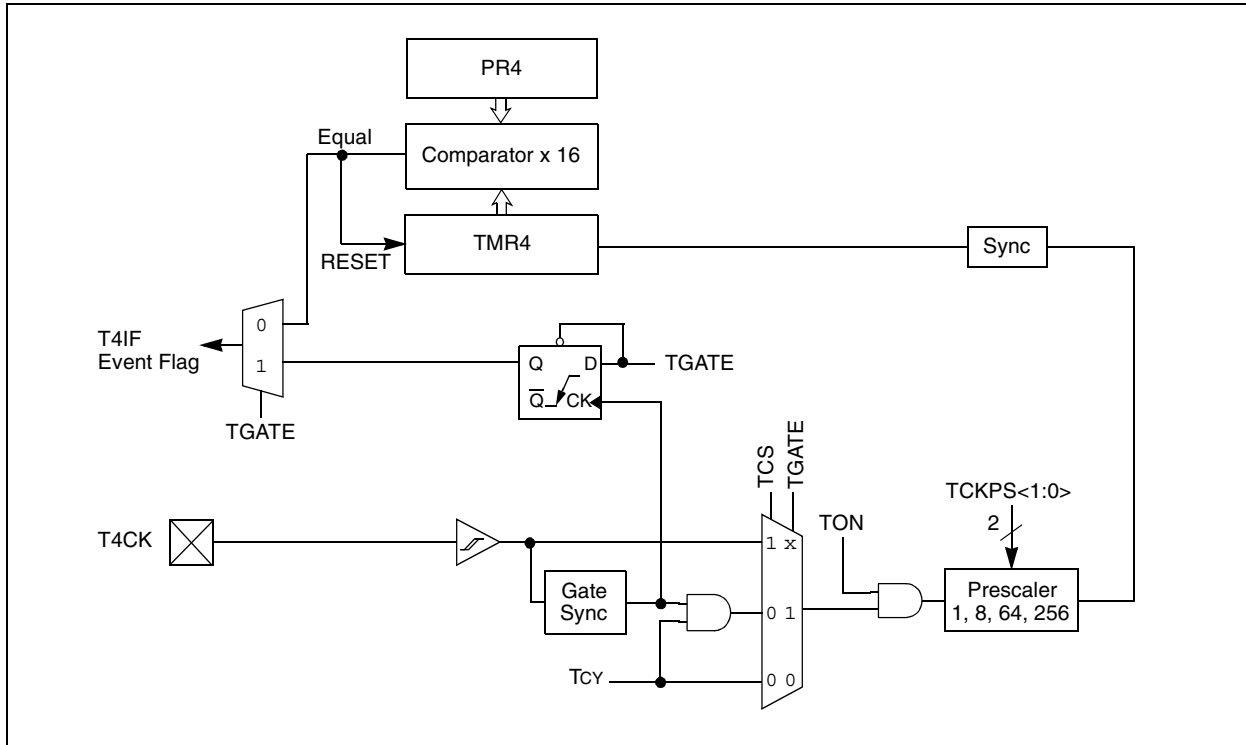 PR4
Equal
Comparator x 16
TMR4
RESET
Sync
0
T4IF
Event Flag
1
TGATE
Q
D
TGATE
Q
CK
TCS
TGATE
TCKPS<1:0>
2
TON
T4CK
1 x
Gate
Sync
0 1
Prescaler
1, 8, 64, 256
TCY
0 0